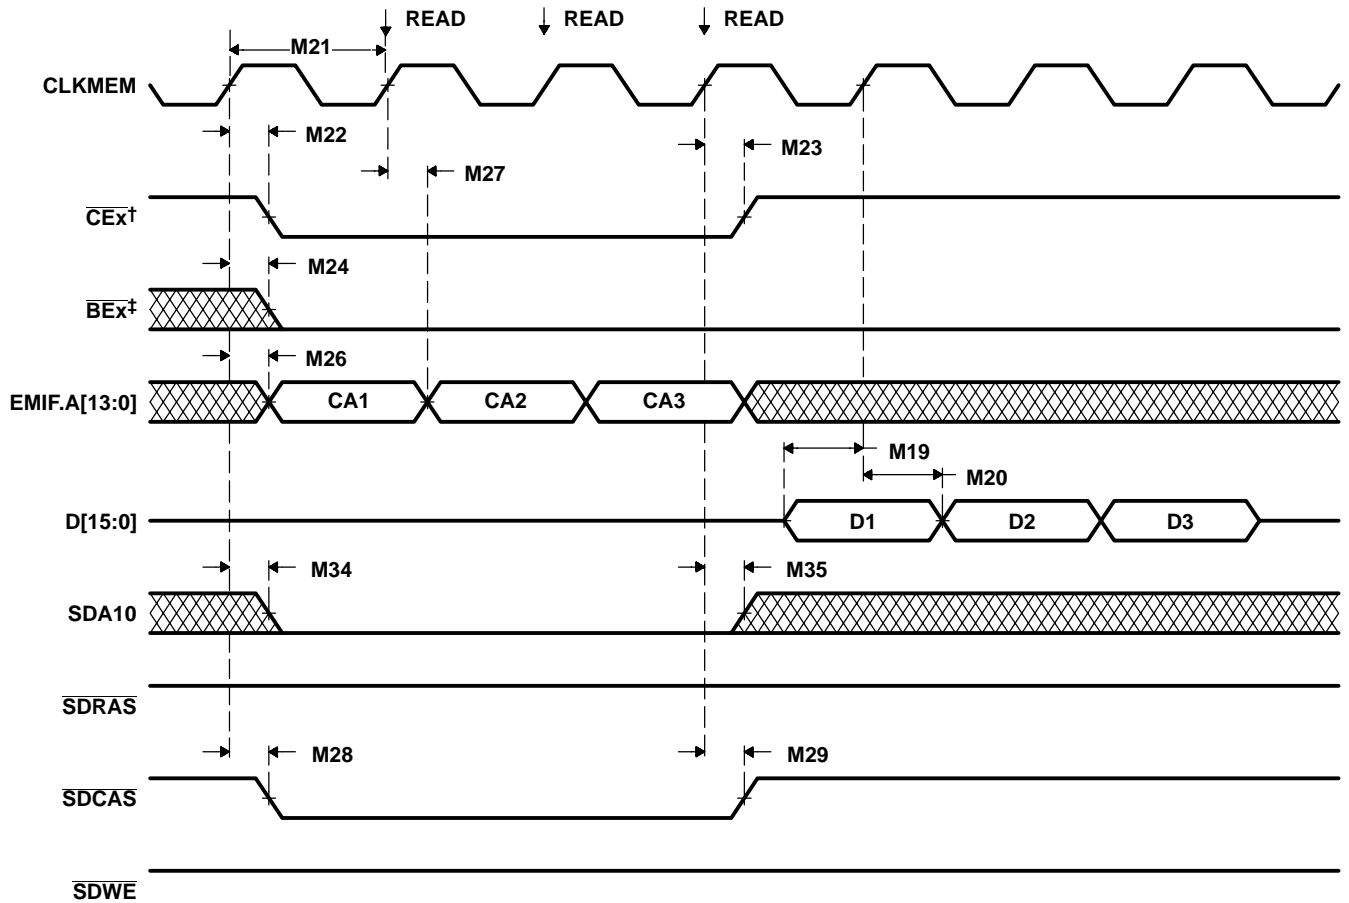 READ READ READ
M21
CLKMEM
M22
M23
M27
CEx†
M24
BEx‡
M26
EMIF.A[13:0] CA1 CA2 CA3
M19
M20
D[15:0] D1 D2 D3
M34 M35
SDA10
SDRAS
M28 M29
SDCAS
SDWE